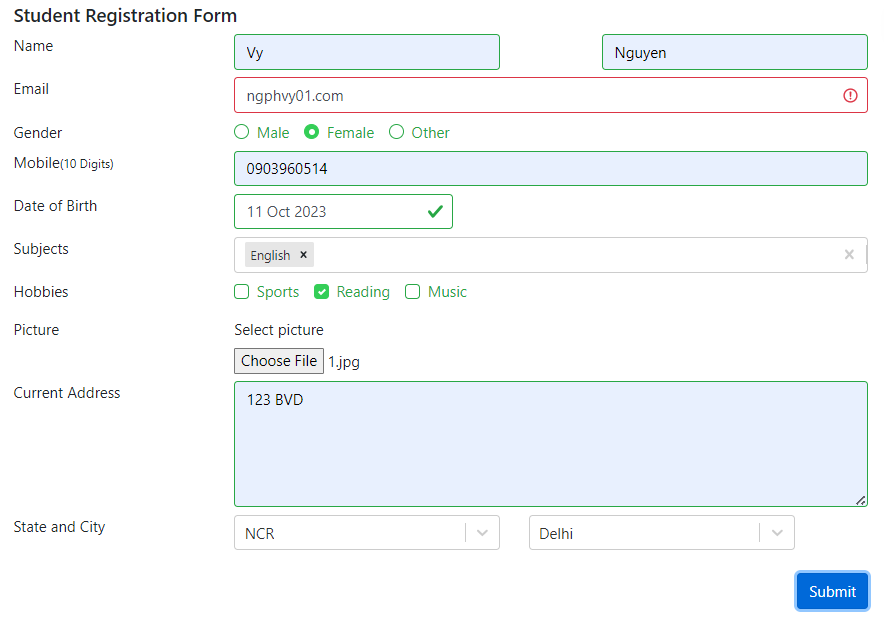 Student Registration Form
Name Vy Nguyen
Email ngphvy01.com
Gender Male Female Other
Mobile(10 Digits) 0903960514
Date of Birth 11 Oct 2023
Subjects English
Hobbies Sports Reading Music
Picture Select picture
Choose File 1.jpg
Current Address 123 BVD
State and City NCR Delhi
Submit